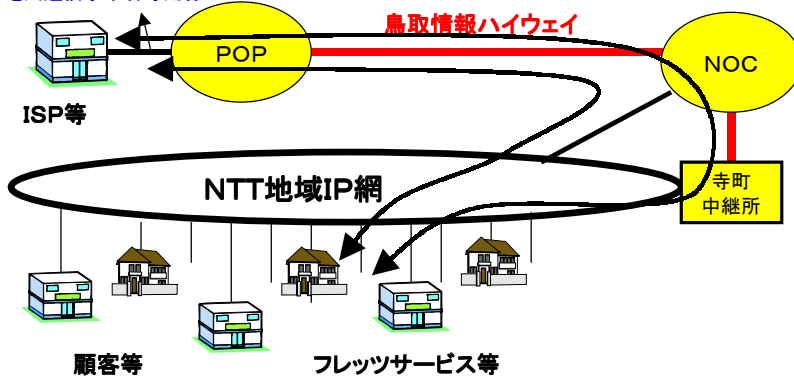 鳥取情報ハイウェイ
POP
NOC
ISP等
NTT地域IP網
寺町
中継所
顧客等
フレッツサービス等